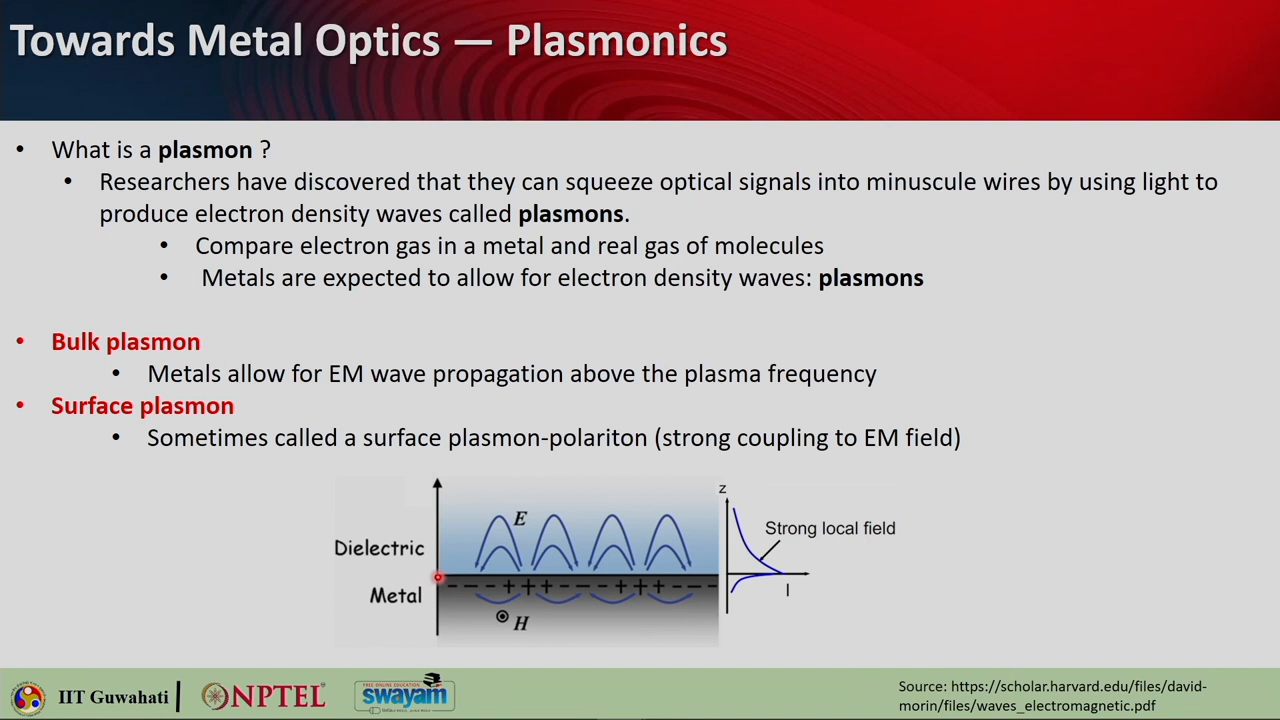 Towards Metal Optics — Plasmonics
• What is a plasmon ?
• Researchers have discovered that they can squeeze optical signals into minuscule wires by using light to
produce electron density waves called plasmons.
• Compare electron gas in a metal and real gas of molecules
• Metals are expected to allow for electron density waves: plasmons
• Bulk plasmon
• Metals allow for EM wave propagation above the plasma frequency
• Surface plasmon
• Sometimes called a surface plasmon-polariton (strong coupling to EM field)
z
E
Strong local field
Dielectric
− − − + + + − − − + + + − − −
Metal
I
H
IIT Guwahati
NPTEL
FREE ONLINE EDUCATION
swayam
Source: https://scholar.harvard.edu/files/david-
morin/files/waves_electromagnetic.pdf